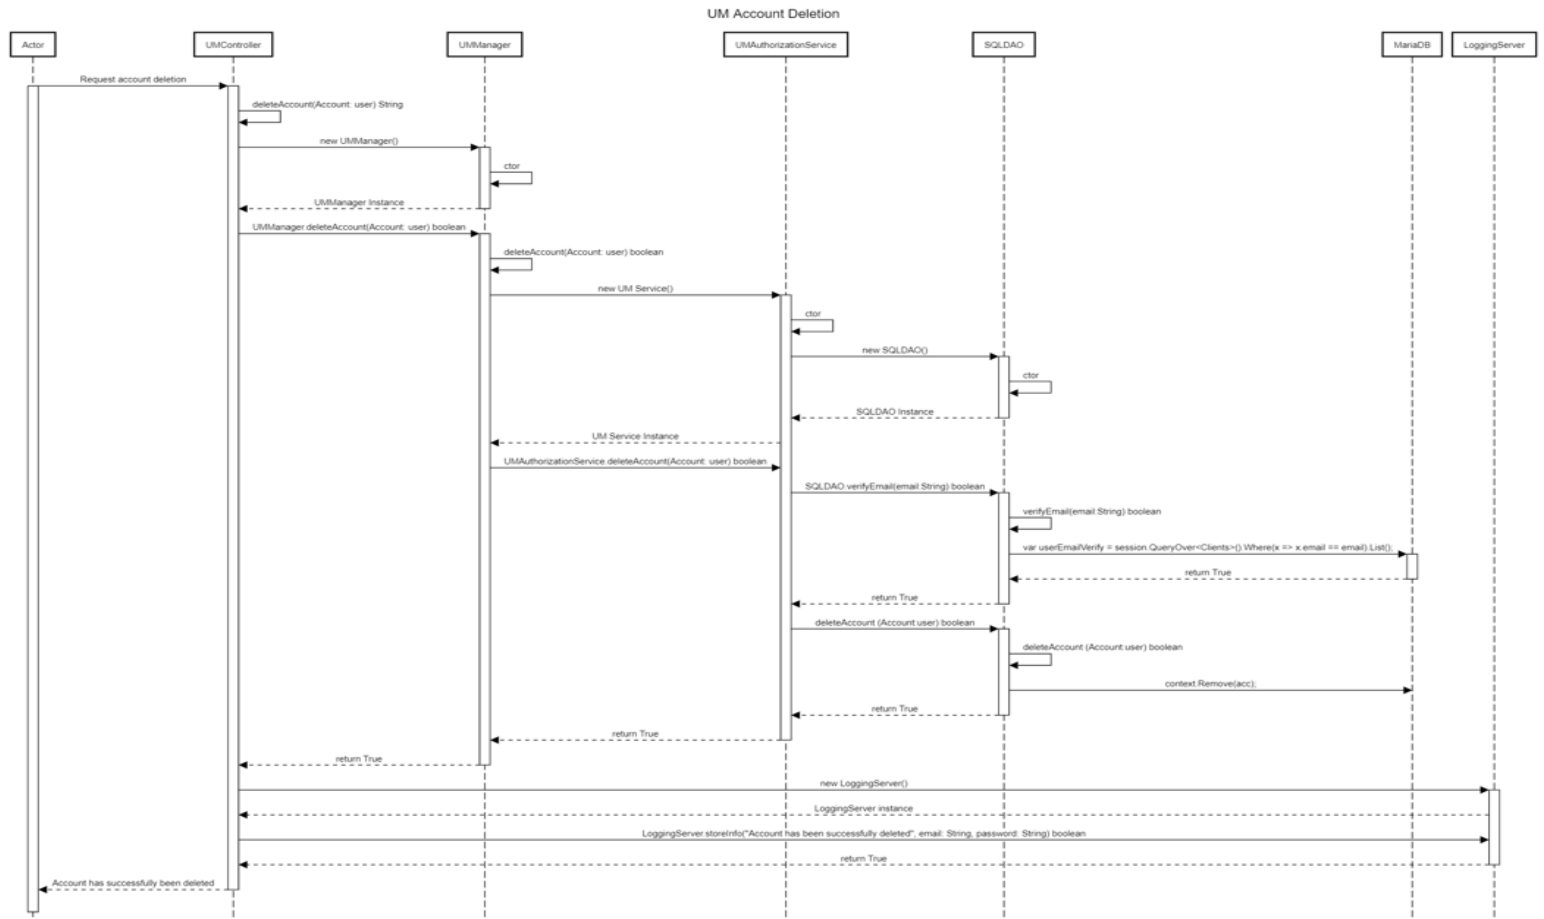 UM Account Deletion
Actor
UMController
UMManager
UMAuthorizationService
SQLDAO
MariaDB
LoggingServer
Request account deletion
deleteAccount(Account: user) String
new UMManager()
ctor
UMManager Instance
UMManager.deleteAccount(Account: user) boolean
deleteAccount(Account: user) boolean
new UM Service()
ctor
new SQLDAO()
ctor
SQLDAO Instance
UM Service Instance
UMAuthorizationService.deleteAccount(Account: user) boolean
SQLDAO.verifyEmail(email:String) boolean
verifyEmail(email:String) boolean
var userEmailVerify = session.QueryOver<Clients>().Where(x => x.email == email).List();
return True
return True
deleteAccount (Account:user) boolean
deleteAccount (Account:user) boolean
context.Remove(acc);
return True
return True
return True
new LoggingServer()
LoggingServer instance
LoggingServer.storeInfo("Account has been successfully deleted", email: String, password: String) boolean
return True
Account has successfully been deleted